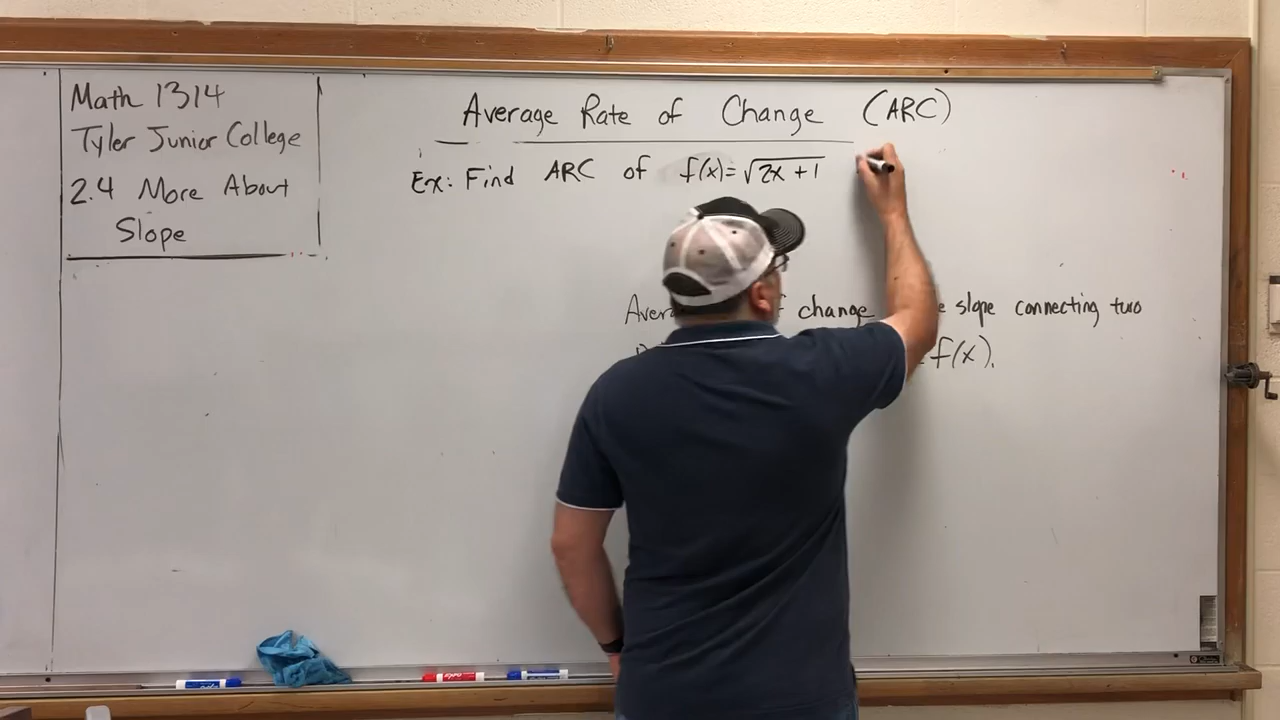 Math 1314
Tyler Junior College
2.4 More About
Slope
Average Rate of Change (ARC)
Ex: Find ARC of f(x)=√2x+1
change slope connecting two
f(x).